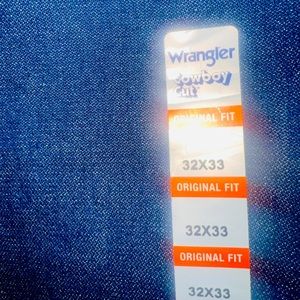 Wrangler
Cowboy
Cut
ORIGINAL FIT
32X33
ORIGINAL FIT
32X33
ORIGINAL FIT
32X33